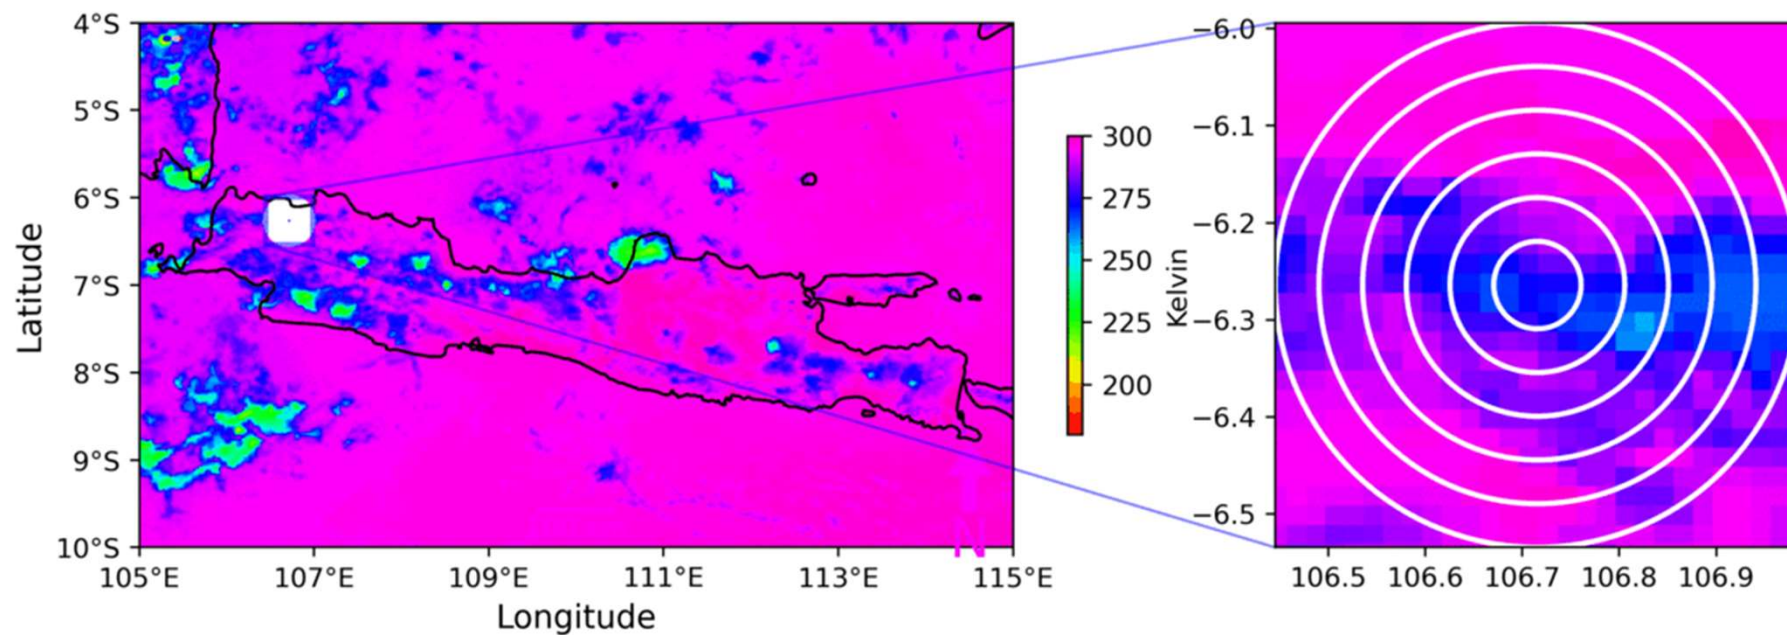 4°S
5°S
6°S
7°S
8°S
9°S
10°S
Latitude
105°E 107°E 109°E 111°E 113°E 115°E
Longitude
N
300
275
250
225
200
Kelvin
−6.0
−6.1
−6.2
−6.3
−6.4
−6.5
106.5 106.6 106.7 106.8 106.9